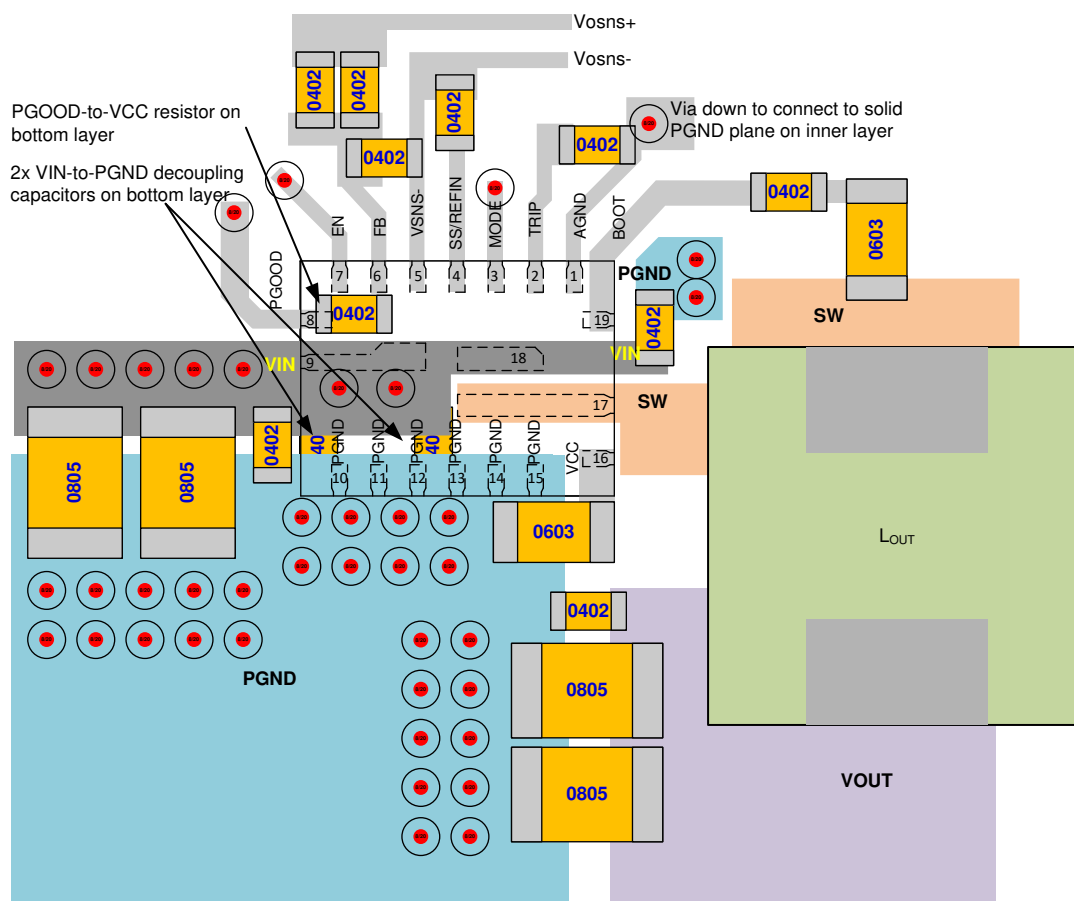 Vosns+
Vosns-
PGOOD-to-VCC resistor on
bottom layer
2x VIN-to-PGND decoupling
capacitors on bottom layer
Via down to connect to solid
PGND plane on inner layer
0402
0402
0402
0402
0402
0402
0603
EN
FB
VSNS-
SS/REFIN
MODE
TRIP
AGND
BOOT
PGOOD
7
6
5
4
3
2
1
PGND
8
0402
19
0402
SW
VIN
9
18
VIN
17
SW
0805
0805
0402
40
40
PGND
PGND
PGND
PGND
PGND
PGND
VCC
16
10
11
12
13
14
15
0603
LOUT
0402
PGND
0805
0805
VOUT